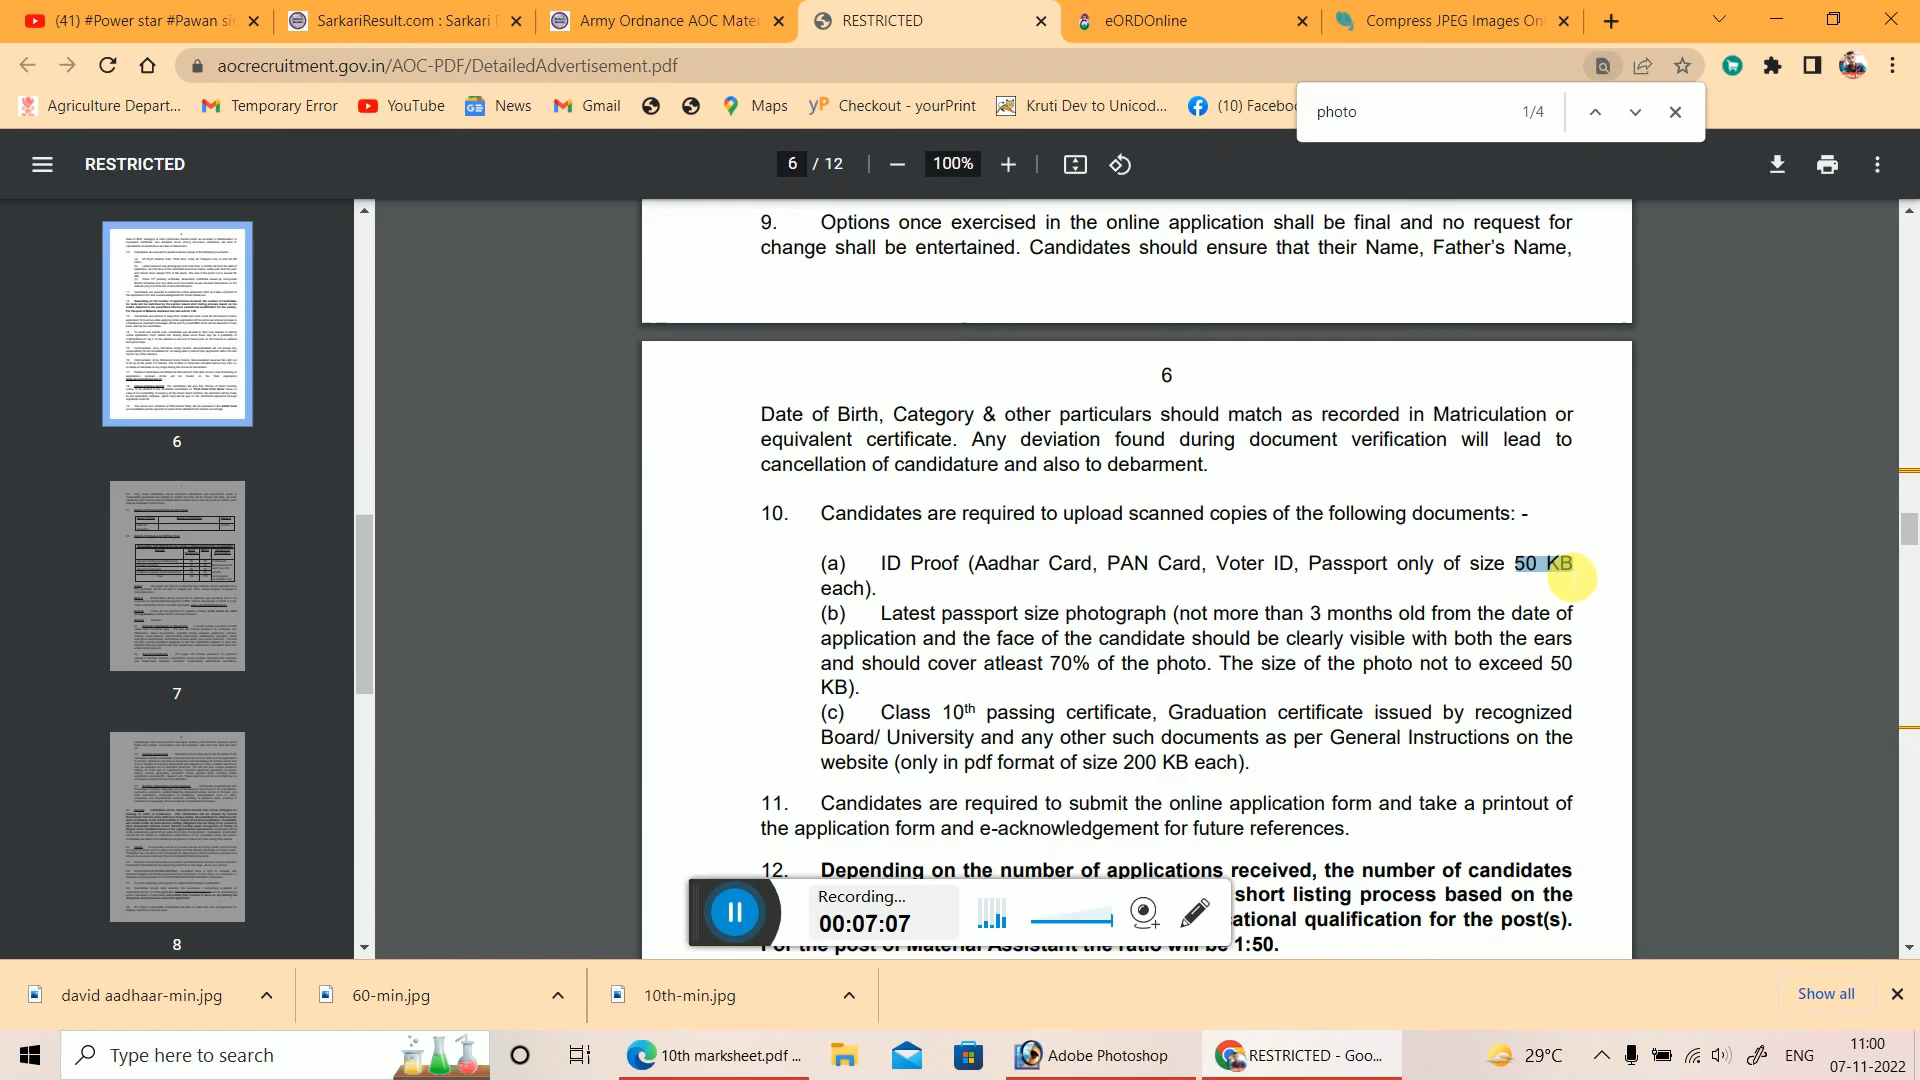 (41) #Power star #Pawan si
SarkariResult.com : Sarkari
Army Ordnance AOC Mate
RESTRICTED
eORDOnline
Compress JPEG Images Onl
aocrecruitment.gov.in/AOC-PDF/DetailedAdvertisement.pdf
Agriculture Depart...
Temporary Error
YouTube
News
Gmail
Maps
Checkout - yourPrint
Kruti Dev to Unicod...
(10) Facebo
photo
1/4
RESTRICTED
6 / 12
100%
9. Options once exercised in the online application shall be final and no request for
change shall be entertained. Candidates should ensure that their Name, Father's Name,
6
Date of Birth, Category & other particulars should match as recorded in Matriculation or
equivalent certificate. Any deviation found during document verification will lead to
cancellation of candidature and also to debarment.
10. Candidates are required to upload scanned copies of the following documents: -
(a) ID Proof (Aadhar Card, PAN Card, Voter ID, Passport only of size 50 KB
each).
(b) Latest passport size photograph (not more than 3 months old from the date of
application and the face of the candidate should be clearly visible with both the ears
and should cover atleast 70% of the photo. The size of the photo not to exceed 50
KB).
(c) Class 10th passing certificate, Graduation certificate issued by recognized
Board/ University and any other such documents as per General Instructions on the
website (only in pdf format of size 200 KB each).
11. Candidates are required to submit the online application form and take a printout of
the application form and e-acknowledgement for future references.
12. Depending on the number of applications received, the number of candidates
short listing process based on the
ational qualification for the post(s).
For the post of Material Assistant the ratio will be 1:50.
6
7
8
Recording...
00:07:07
david aadhaar-min.jpg
60-min.jpg
10th-min.jpg
Show all
Type here to search
10th marksheet.pdf ...
Adobe Photoshop
RESTRICTED - Goo...
29°C
ENG
11:00
07-11-2022